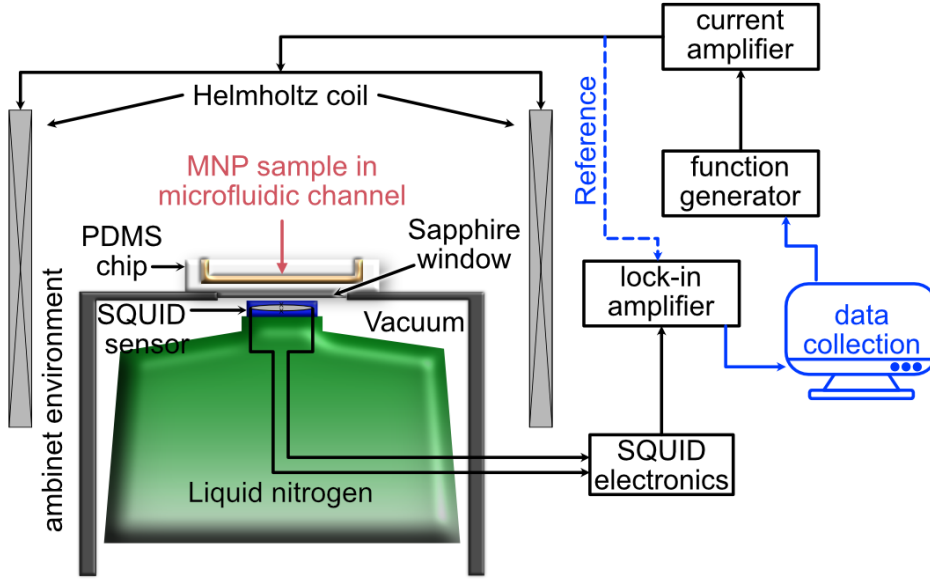 current
amplifier
Helmholtz coil
Reference
MNP sample in
microfluidic channel
function
generator
PDMS
chip
Sapphire
window
lock-in
amplifier
SQUID
sensor
Vacuum
data
collection
ambinet environment
SQUID
electronics
Liquid nitrogen